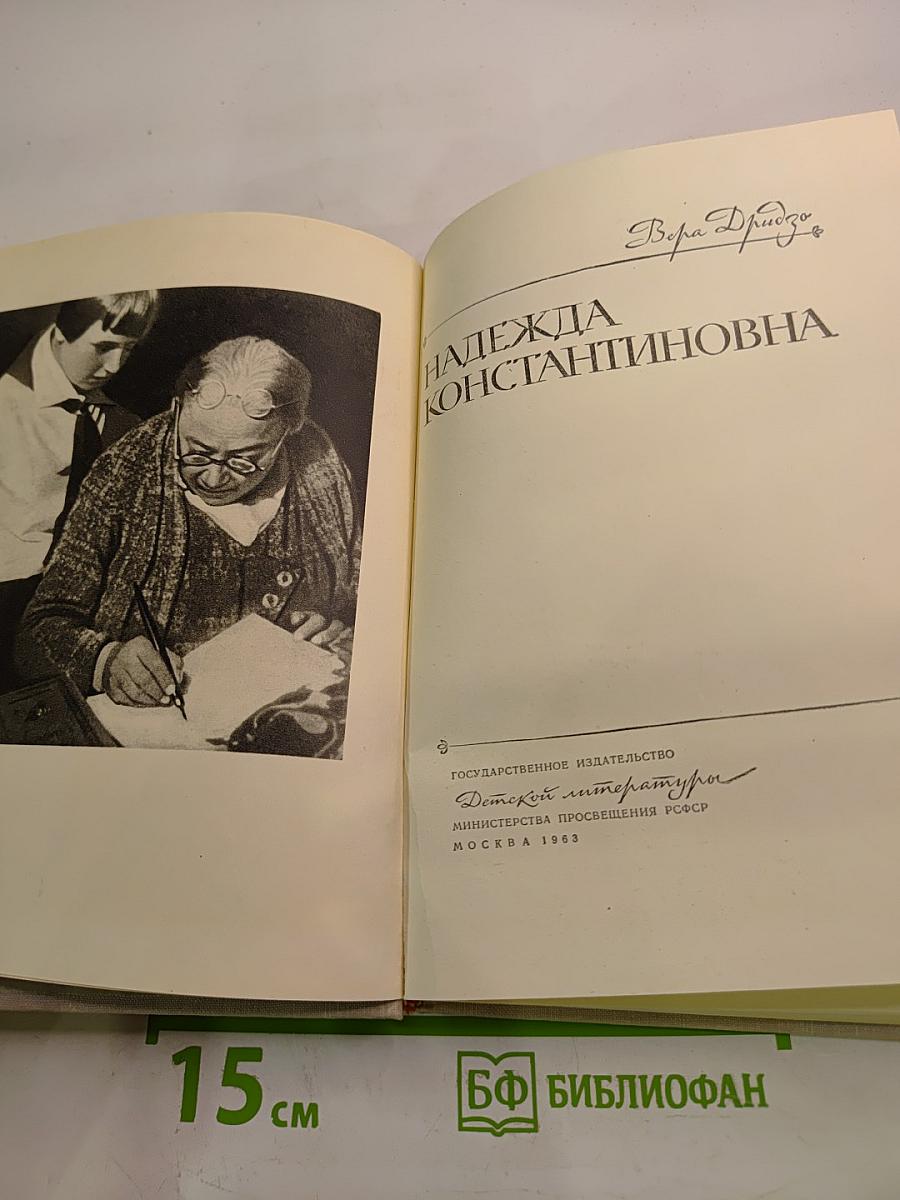 Вера Дридзо
НАДЕЖДА
КОНСТАНТИНОВНА
ГОСУДАРСТВЕННОЕ ИЗДАТЕЛЬСТВО
Детской литературы
МИНИСТЕРСТВА ПРОСВЕЩЕНИЯ РСФСР
МОСКВА 1963
15 см
БФ БИБЛИОФАН